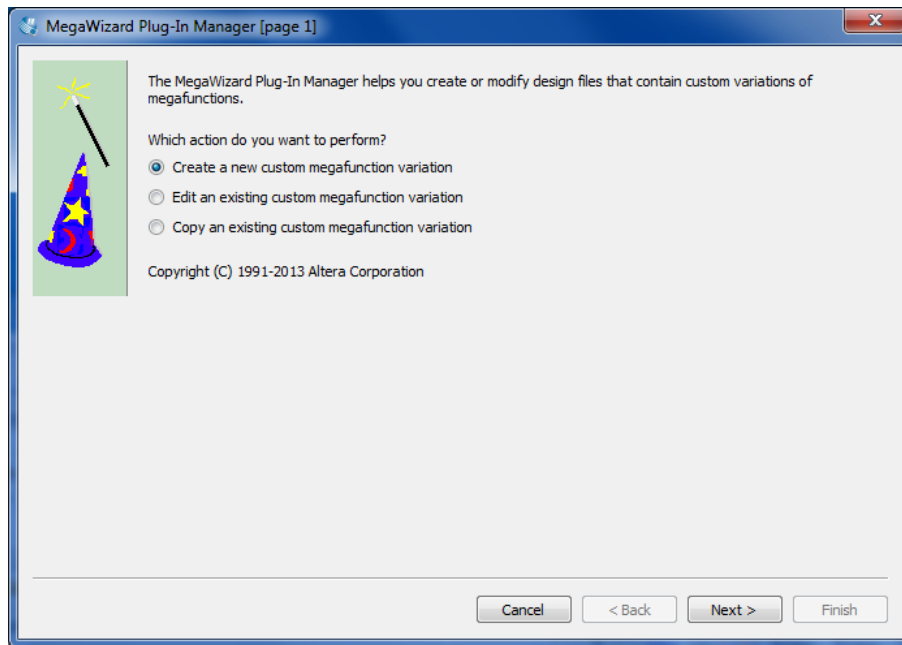 MegaWizard Plug-In Manager [page 1]
The MegaWizard Plug-In Manager helps you create or modify design files that contain custom variations of
megafunctions.
Which action do you want to perform?
Create a new custom megafunction variation
Edit an existing custom megafunction variation
Copy an existing custom megafunction variation
Copyright (C) 1991-2013 Altera Corporation
Cancel
< Back
Next >
Finish